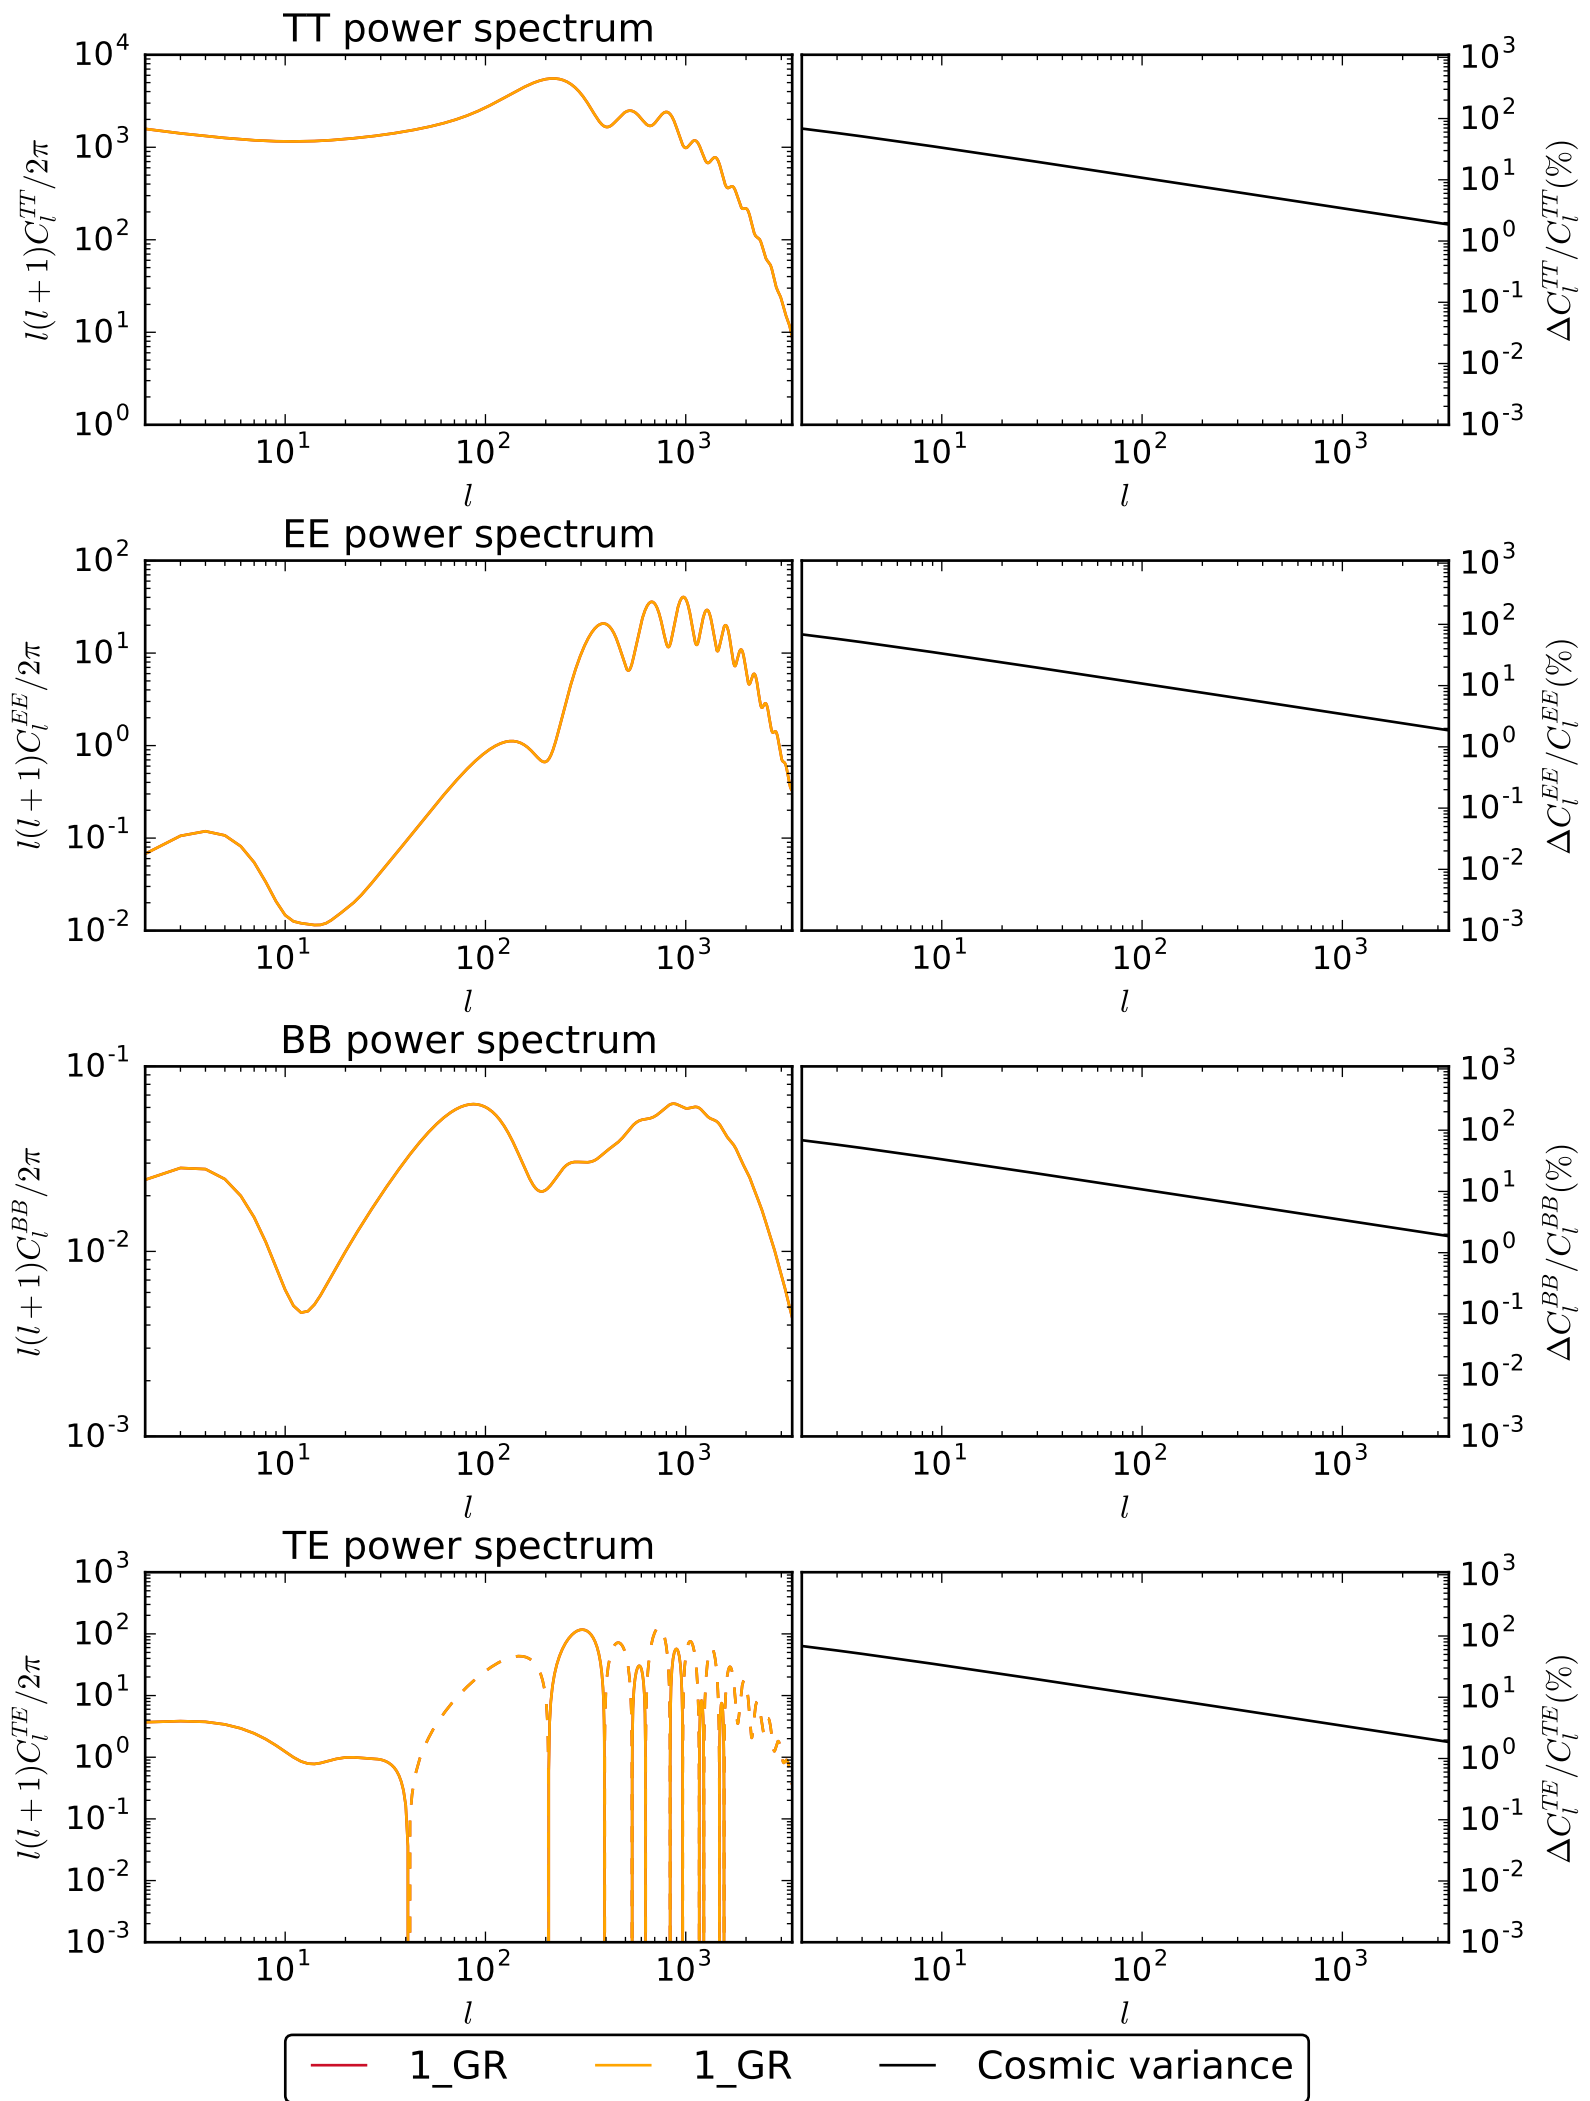 TT power spectrum
10^4
10^3
10^2
10^1
10^0
l(l+1)C_l^{TT}/2π
10^1 10^2 10^3
l
10^3
10^2
10^1
10^0
10^-1
10^-2
10^-3
ΔC_l^{TT}/C_l^{TT}(%)
10^1 10^2 10^3
l
EE power spectrum
10^2
10^1
10^0
10^-1
10^-2
l(l+1)C_l^{EE}/2π
10^1 10^2 10^3
l
10^3
10^2
10^1
10^0
10^-1
10^-2
10^-3
ΔC_l^{EE}/C_l^{EE}(%)
10^1 10^2 10^3
l
BB power spectrum
10^-1
10^-2
10^-3
l(l+1)C_l^{BB}/2π
10^1 10^2 10^3
l
10^3
10^2
10^1
10^0
10^-1
10^-2
10^-3
ΔC_l^{BB}/C_l^{BB}(%)
10^1 10^2 10^3
l
TE power spectrum
10^3
10^2
10^1
10^0
10^-1
10^-2
10^-3
l(l+1)C_l^{TE}/2π
10^1 10^2 10^3
l
10^3
10^2
10^1
10^0
10^-1
10^-2
10^-3
ΔC_l^{TE}/C_l^{TE}(%)
10^1 10^2 10^3
l
1_GR 1_GR Cosmic variance